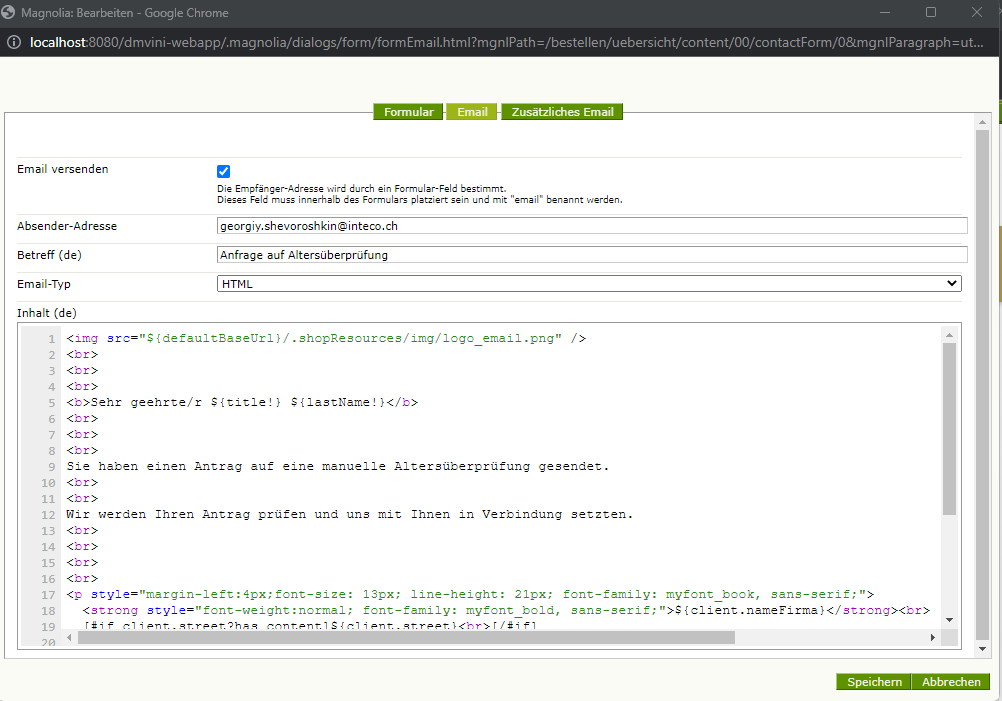 Magnolia: Bearbeiten - Google Chrome
localhost:8080/dmvini-webapp/.magnolia/dialogs/form/formEmail.html?mgnlPath=/bestellen/uebersicht/content/00/contactForm/0&mgnlParagraph=ut...
Formular Email Zusätzliches Email
Email versenden
Die Empfänger-Adresse wird durch ein Formular-Feld bestimmt.
Dieses Feld muss innerhalb des Formulars platziert sein und mit "email" benannt werden.
Absender-Adresse georgiy.shevoroshkin@inteco.ch
Betreff (de) Anfrage auf Altersüberprüfung
Email-Typ HTML
Inhalt (de)
1 <img src="${defaultBaseUrl}/.shopResources/img/logo_email.png" />
2 <br>
3 <br>
4 <br>
5 <b>Sehr geehrte/r ${title!} ${lastName!}</b>
6 <br>
7 <br>
8 <br>
9 Sie haben einen Antrag auf eine manuelle Altersüberprüfung gesendet.
10 <br>
11 <br>
12 Wir werden Ihren Antrag prüfen und uns mit Ihnen in Verbindung setzten.
13 <br>
14 <br>
15 <br>
16 <br>
17 <p style="margin-left:4px;font-size: 13px; line-height: 21px; font-family: myfont_book, sans-serif;">
18 <strong style="font-weight:normal; font-family: myfont_bold, sans-serif;">${client.nameFirma}</strong><br>
19 [#if client.street?has_content]${client.street}<br>[/#if]
20
Speichern Abbrechen